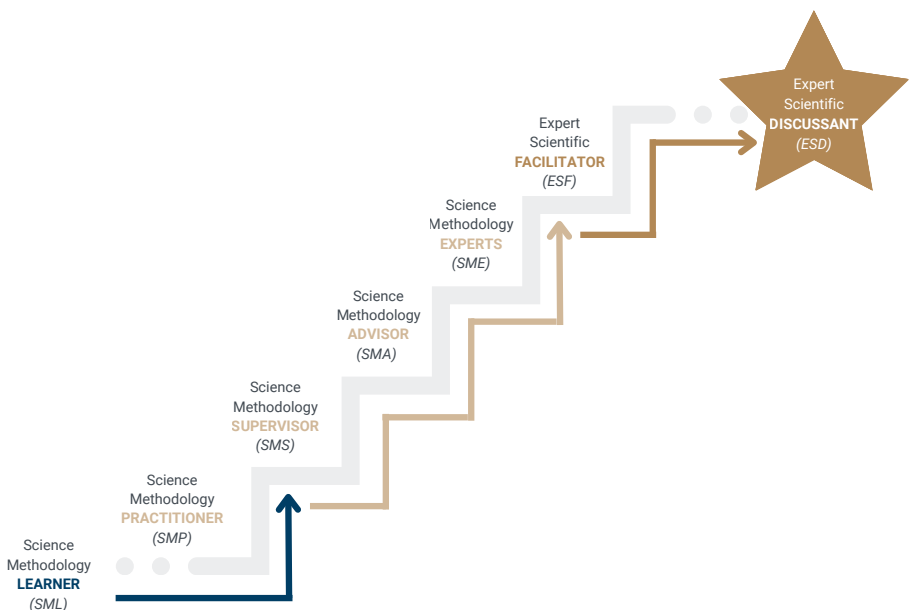 Science
Methodology
LEARNER
(SML)
Science
Methodology
PRACTITIONER
(SMP)
Science
Methodology
SUPERVISOR
(SMS)
Science
Methodology
ADVISOR
(SMA)
Science
Methodology
EXPERTS
(SME)
Expert
Scientific
FACILITATOR
(ESF)
Expert
Scientific
DISCUSSANT
(ESD)